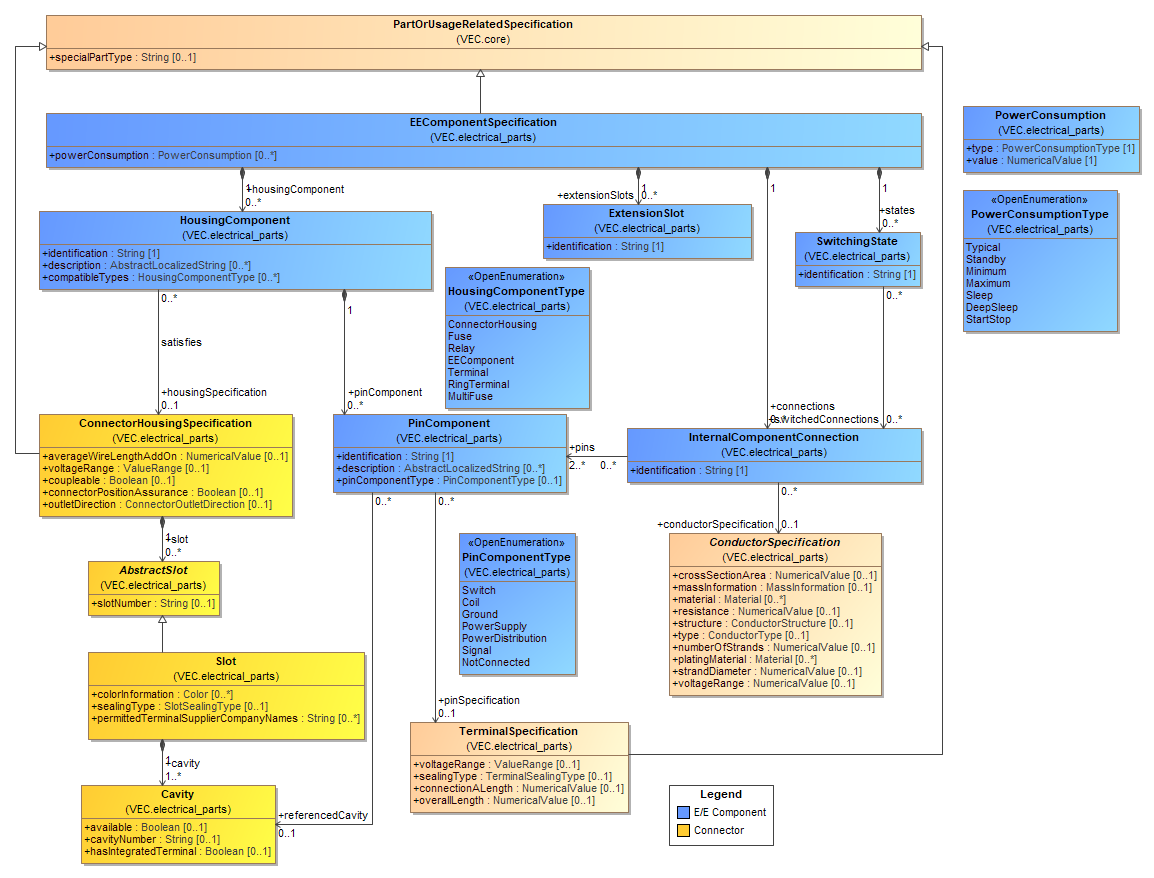 PartOrUsageRelatedSpecification
(VEC.core)
+specialPartType : String [0..1]
EEComponentSpecification
(VEC.electrical_parts)
+powerConsumption : PowerConsumption [0..*]
PowerConsumption
(VEC.electrical_parts)
+type : PowerConsumptionType [1]
+value : NumericalValue [1]
1
+housingComponent
0..*
1
+extensionSlots
0..*
1
1
+states
0..*
«OpenEnumeration»
PowerConsumptionType
(VEC.electrical_parts)
Typical
Standby
Minimum
Maximum
Sleep
DeepSleep
StartStop
HousingComponent
(VEC.electrical_parts)
+identification : String [1]
+description : AbstractLocalizedString [0..*]
+compatibleTypes : HousingComponentType [0..*]
ExtensionSlot
(VEC.electrical_parts)
+identification : String [1]
SwitchingState
(VEC.electrical_parts)
+identification : String [1]
«OpenEnumeration»
HousingComponentType
(VEC.electrical_parts)
ConnectorHousing
Fuse
Relay
EEComponent
Terminal
RingTerminal
MultiFuse
0..*
satisfies
+housingSpecification
0..1
1
+pinComponent
0..*
0..*
+connections
0..*
+switchedConnections
0..*
ConnectorHousingSpecification
(VEC.electrical_parts)
+averageWireLengthAddOn : NumericalValue [0..1]
+voltageRange : ValueRange [0..1]
+coupleable : Boolean [0..1]
+connectorPositionAssurance : Boolean [0..1]
+outletDirection : ConnectorOutletDirection [0..1]
PinComponent
(VEC.electrical_parts)
+identification : String [1]
+description : AbstractLocalizedString [0..*]
+pinComponentType : PinComponentType [0..1]
+pins
2..*
0..*
InternalComponentConnection
(VEC.electrical_parts)
+identification : String [1]
0..*
0..*
0..*
+conductorSpecification
0..1
1
+slot
0..*
AbstractSlot
(VEC.electrical_parts)
+slotNumber : String [0..1]
«OpenEnumeration»
PinComponentType
(VEC.electrical_parts)
Switch
Coil
Ground
PowerSupply
PowerDistribution
Signal
NotConnected
ConductorSpecification
(VEC.electrical_parts)
+crossSectionArea : NumericalValue [0..1]
+massInformation : MassInformation [0..1]
+material : Material [0..*]
+resistance : NumericalValue [0..1]
+structure : ConductorStructure [0..1]
+type : ConductorType [0..1]
+numberOfStrands : NumericalValue [0..1]
+platingMaterial : Material [0..*]
+strandDiameter : NumericalValue [0..1]
+voltageRange : NumericalValue [0..1]
Slot
(VEC.electrical_parts)
+colorInformation : Color [0..*]
+sealingType : SlotSealingType [0..1]
+permittedTerminalSupplierCompanyNames : String [0..*]
+pinSpecification
0..1
TerminalSpecification
(VEC.electrical_parts)
+voltageRange : ValueRange [0..1]
+sealingType : TerminalSealingType [0..1]
+connectionALength : NumericalValue [0..1]
+overallLength : NumericalValue [0..1]
1
+cavity
1..*
Cavity
(VEC.electrical_parts)
+available : Boolean [0..1]
+cavityNumber : String [0..1]
+hasIntegratedTerminal : Boolean [0..1]
+referencedCavity
0..1
Legend
E/E Component
Connector